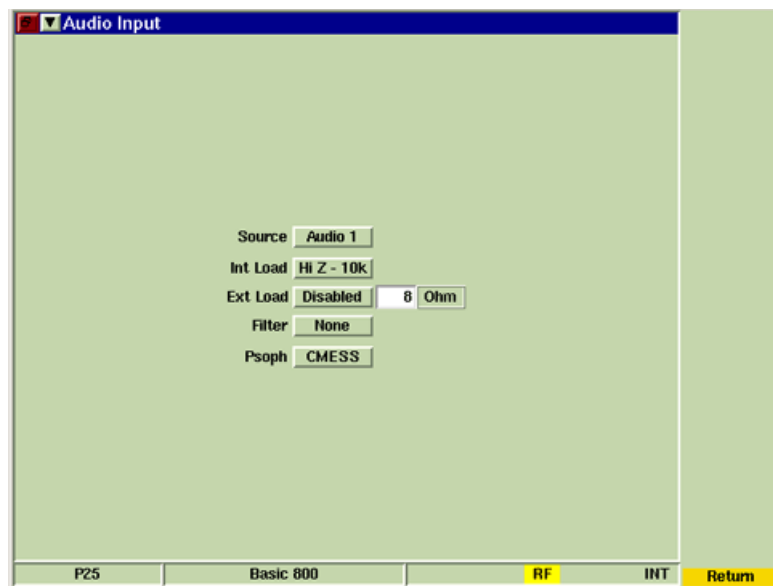 Audio Input
Source Audio 1
Int Load Hi Z - 10k
Ext Load Disabled 8 Ohm
Filter None
Psoph CMESS
P25 Basic 800 RF INT Return